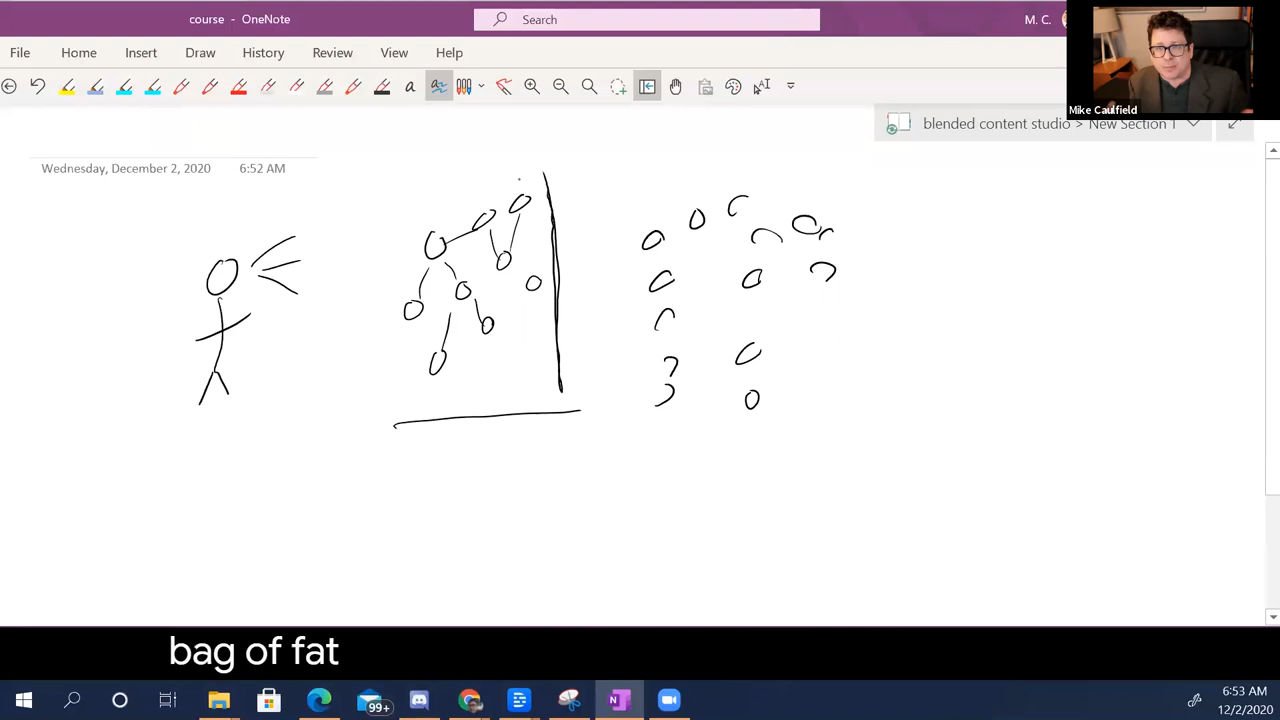 course - OneNote
Search
M. C.
File Home Insert Draw History Review View Help
Mike Caulfield
blended content studio > New Section 1
Wednesday, December 2, 2020 6:52 AM
bag of fat
99+
6:53 AM
12/2/2020